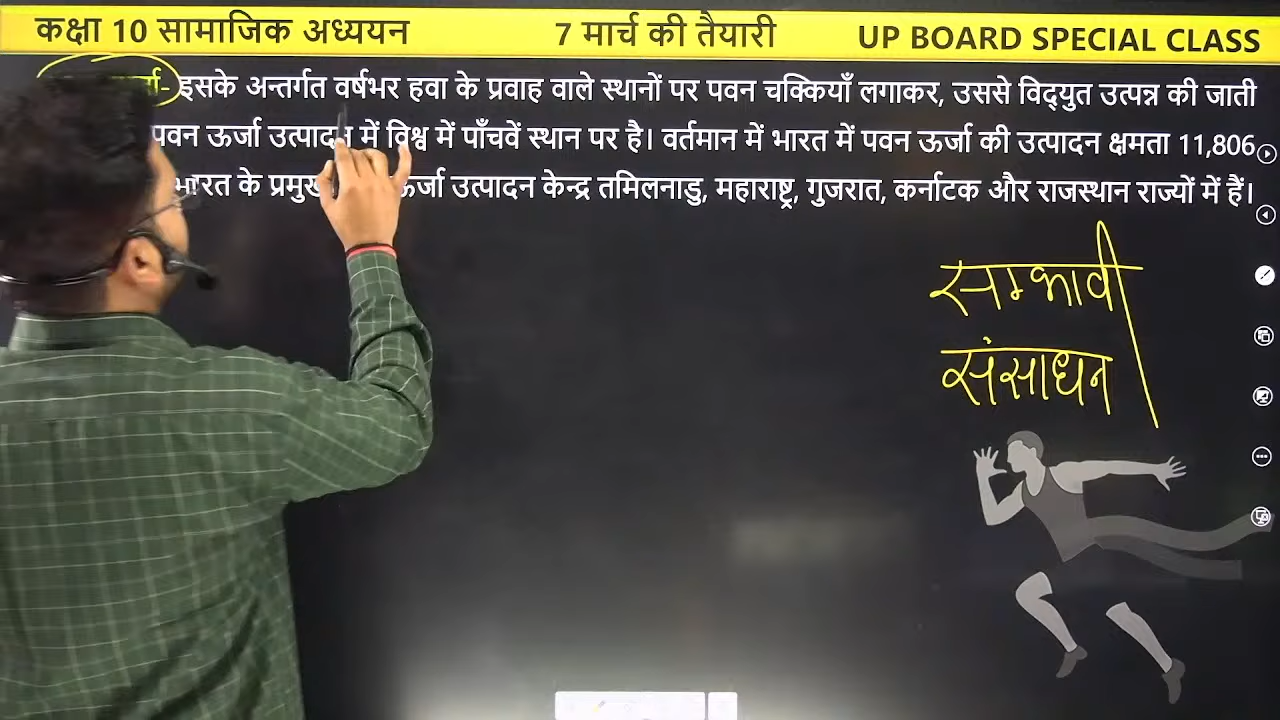 कक्षा 10 सामाजिक अध्ययन 7 मार्च की तैयारी UP BOARD SPECIAL CLASS
इसके अन्तर्गत वर्षभर हवा के प्रवाह वाले स्थानों पर पवन चक्कियाँ लगाकर, उससे विद्युत उत्पन्न की जाती
पवन ऊर्जा उत्पादन में विश्व में पाँचवें स्थान पर है। वर्तमान में भारत में पवन ऊर्जा की उत्पादन क्षमता 11,806
भारत के प्रमुख ऊर्जा उत्पादन केन्द्र तमिलनाडु, महाराष्ट्र, गुजरात, कर्नाटक और राजस्थान राज्यों में हैं।
सम्भावी
संसाधन